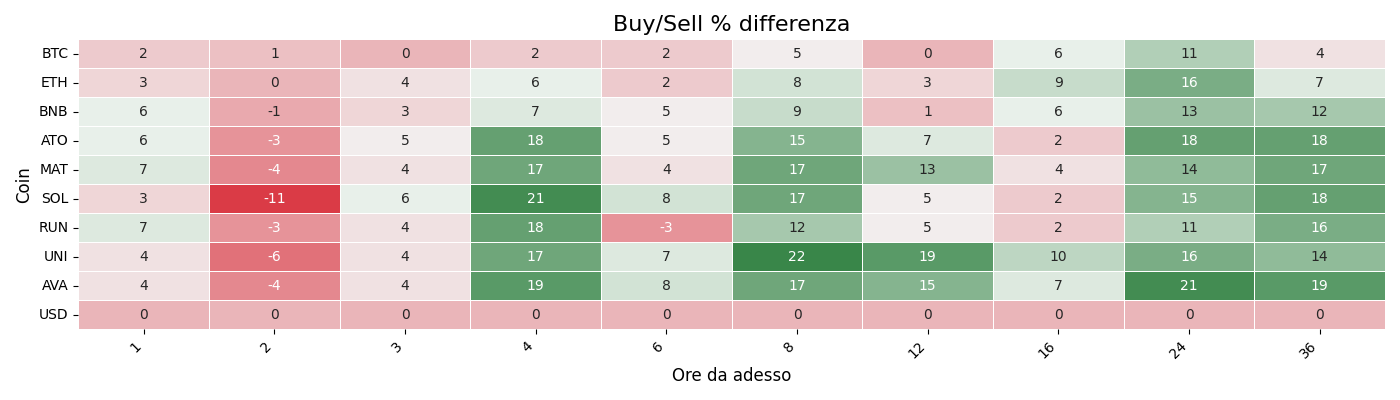 Buy/Sell % differenza
Coin
BTC 2 1 0 2 2 5 0 6 11 4
ETH 3 0 4 6 2 8 3 9 16 7
BNB 6 -1 3 7 5 9 1 6 13 12
ATO 6 -3 5 18 5 15 7 2 18 18
MAT 7 -4 4 17 4 17 13 4 14 17
SOL 3 -11 6 21 8 17 5 2 15 18
RUN 7 -3 4 18 -3 12 5 2 11 16
UNI 4 -6 4 17 7 22 19 10 16 14
AVA 4 -4 4 19 8 17 15 7 21 19
USD 0 0 0 0 0 0 0 0 0 0
1 2 3 4 6 8 12 16 24 36
Ore da adesso